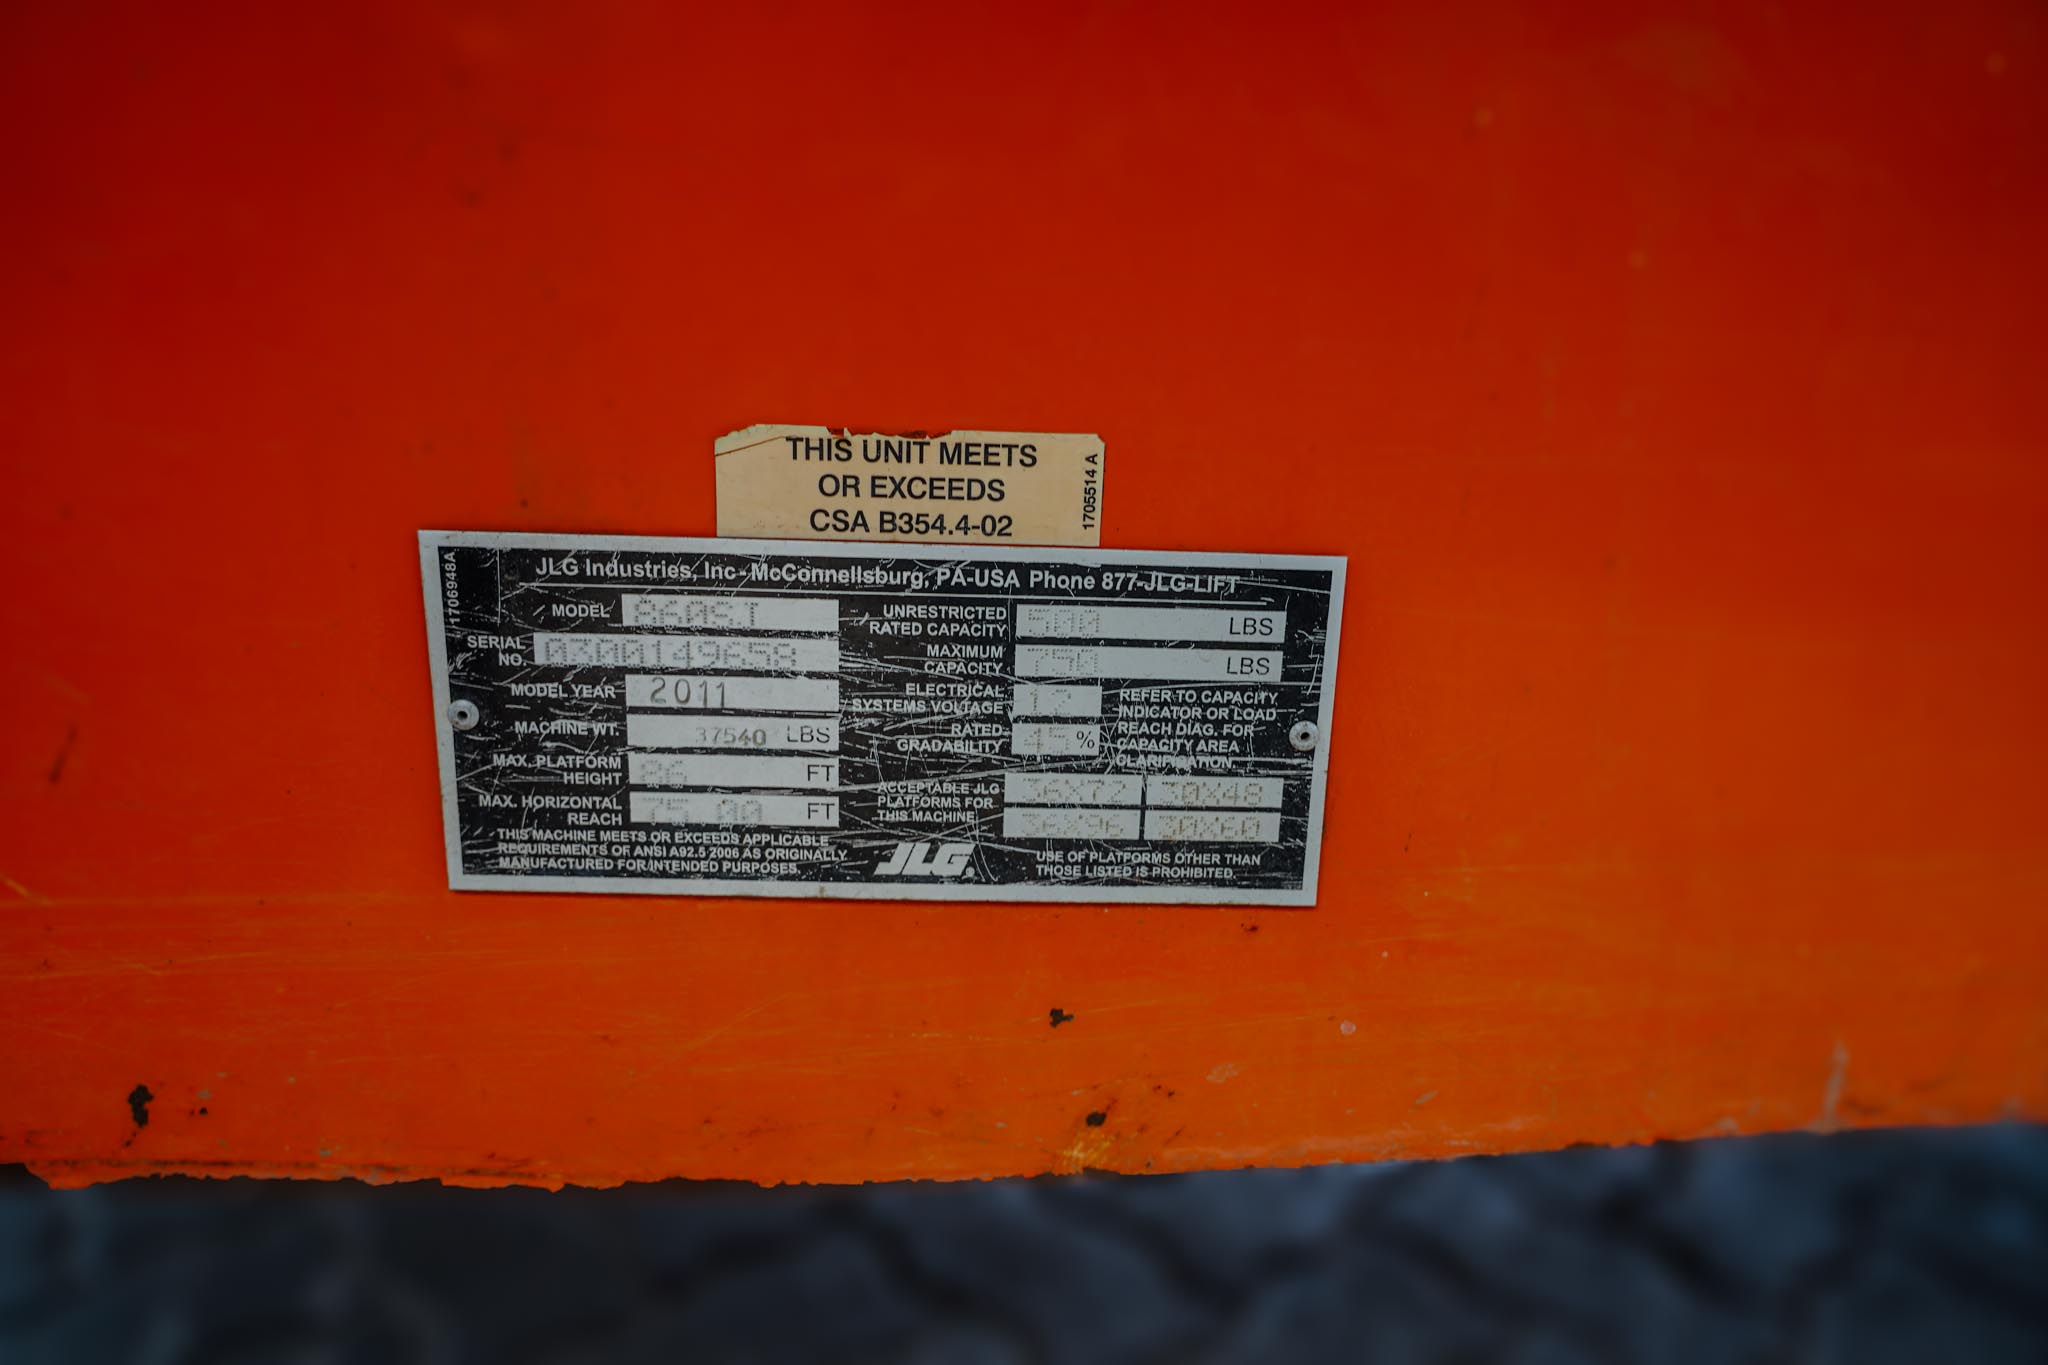 THIS UNIT MEETS
OR EXCEEDS
CSA B354.4-02
1705514 A
1706948A
JLG Industries, Inc-McConnellsburg, PA-USA Phone 877-JLG-LIFT
MODEL 860SJ
SERIAL NO. 0300149658
MODEL YEAR 2011
MACHINE WT. 37540 LBS
MAX. PLATFORM HEIGHT 86 FT
MAX. HORIZONTAL REACH 75.00 FT
THIS MACHINE MEETS OR EXCEEDS APPLICABLE
REQUIREMENTS OF ANSI A92.5 2006 AS ORIGINALLY
MANUFACTURED FOR INTENDED PURPOSES.
UNRESTRICTED RATED CAPACITY 500 LBS
MAXIMUM CAPACITY 750 LBS
ELECTRICAL SYSTEMS VOLTAGE 12
RATED GRADABILITY 45 %
REFER TO CAPACITY
INDICATOR OR LOAD
REACH DIAG. FOR
CAPACITY AREA
CLARIFICATION.
ACCEPTABLE JLG
PLATFORMS FOR
THIS MACHINE
36X72 30X48
36X96 30X60
JLG®
USE OF PLATFORMS OTHER THAN
THOSE LISTED IS PROHIBITED.